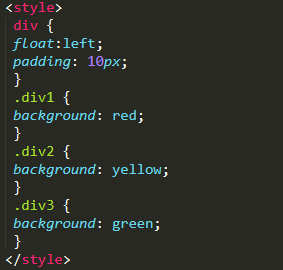 <style>
div {
float:left;
padding: 10px;
}
.div1 {
background: red;
}
.div2 {
background: yellow;
}
.div3 {
background: green;
}
</style>